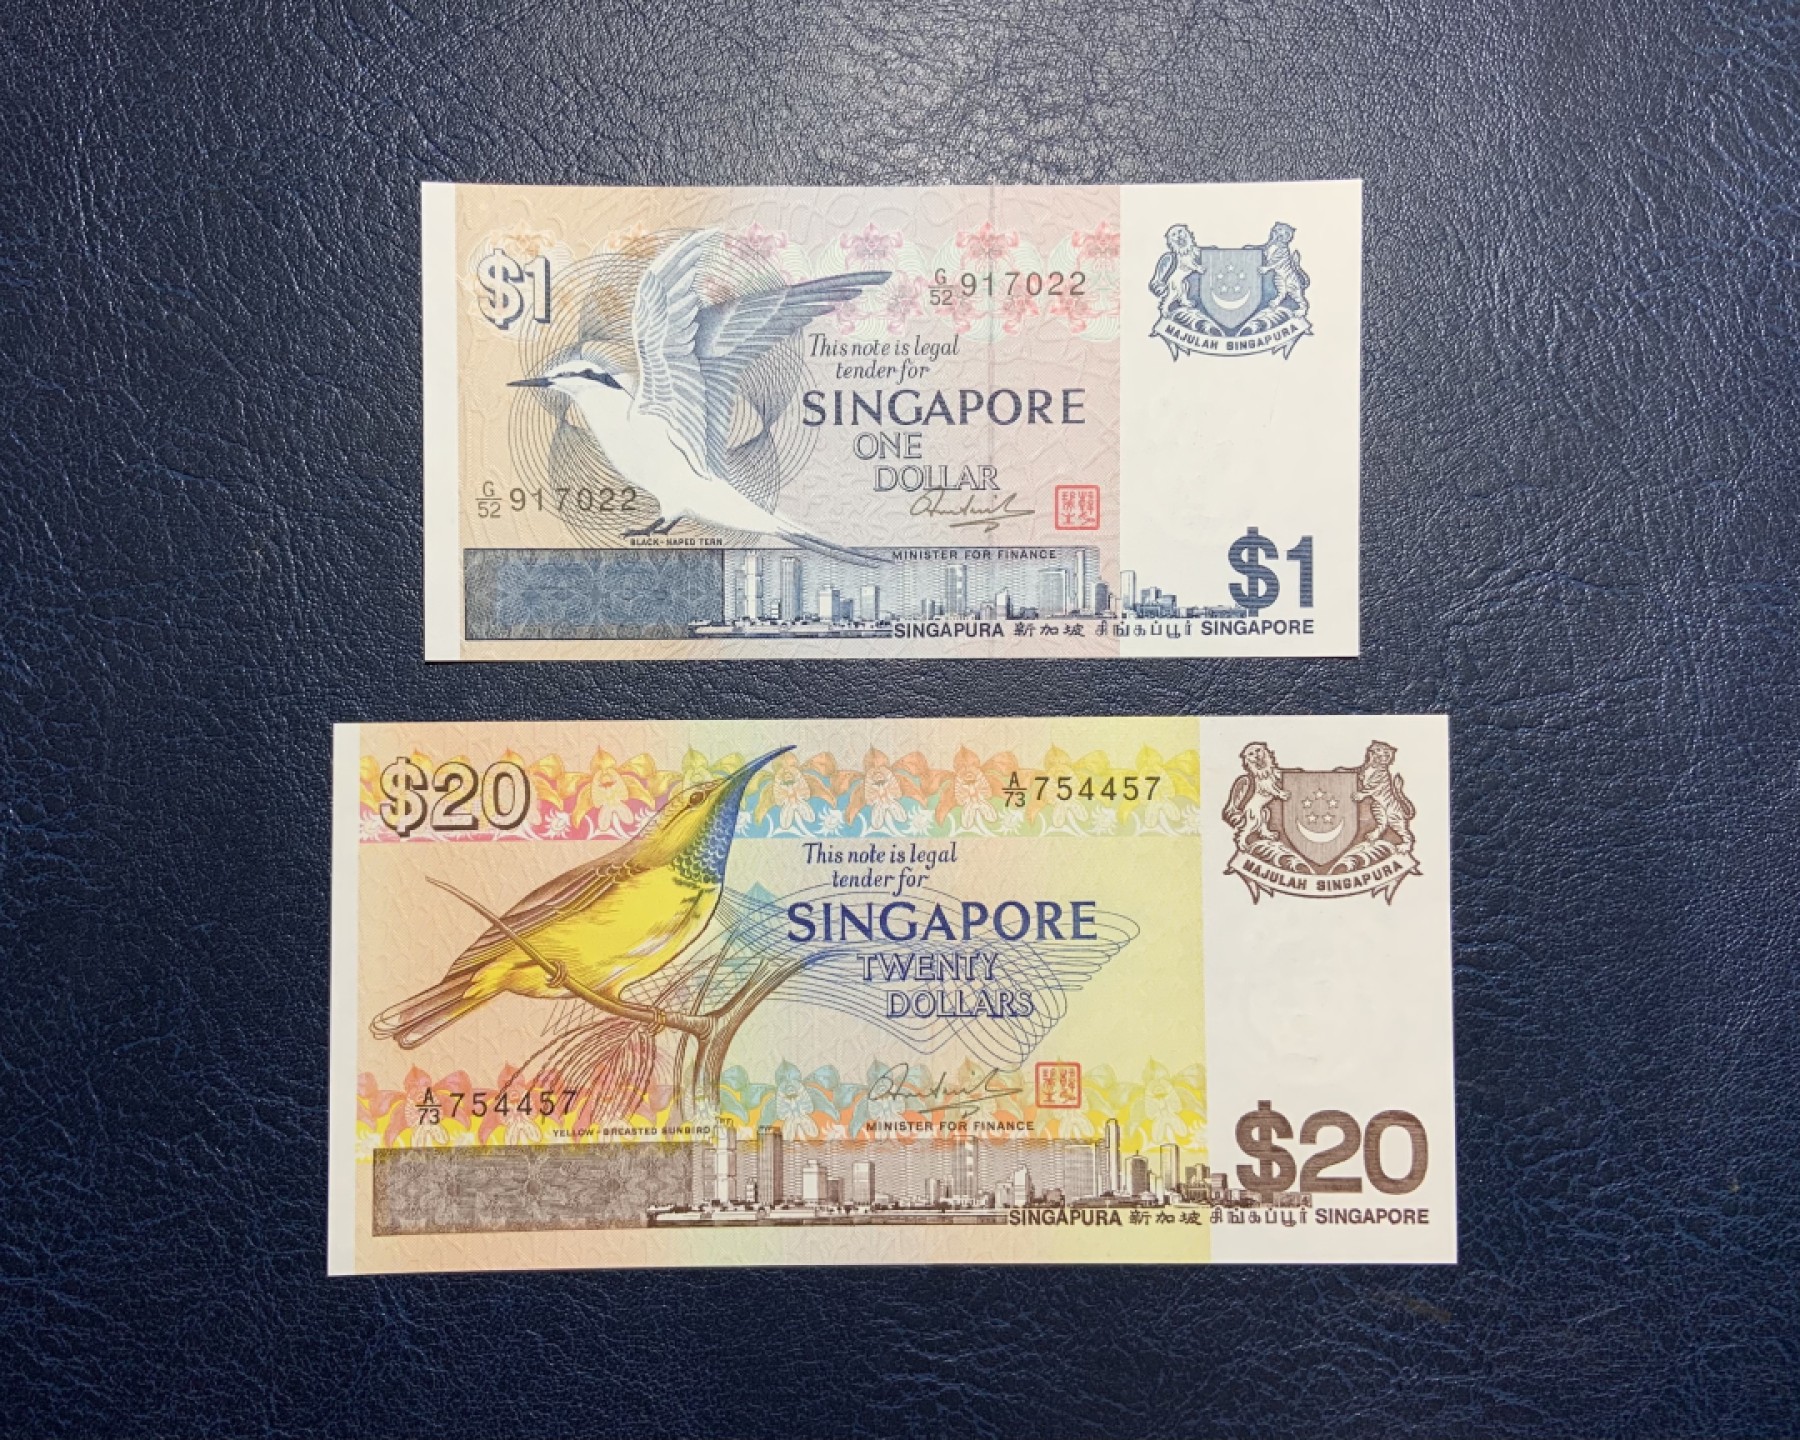 $1
G/52 917022
This note is legal
tender for
SINGAPORE
ONE
DOLLAR
G/52 917022
BLACK-NAPED TERN
MINISTER FOR FINANCE
MAJULAH SINGAPURA
$1
SINGAPURA 新加坡 சிங்கப்பூர் SINGAPORE
$20
A/73 754457
This note is legal
tender for
SINGAPORE
TWENTY
DOLLARS
A/73 754457
YELLOW-BREASTED SUNBIRD
MINISTER FOR FINANCE
MAJULAH SINGAPURA
$20
SINGAPURA 新加坡 சிங்கப்பூர் SINGAPORE